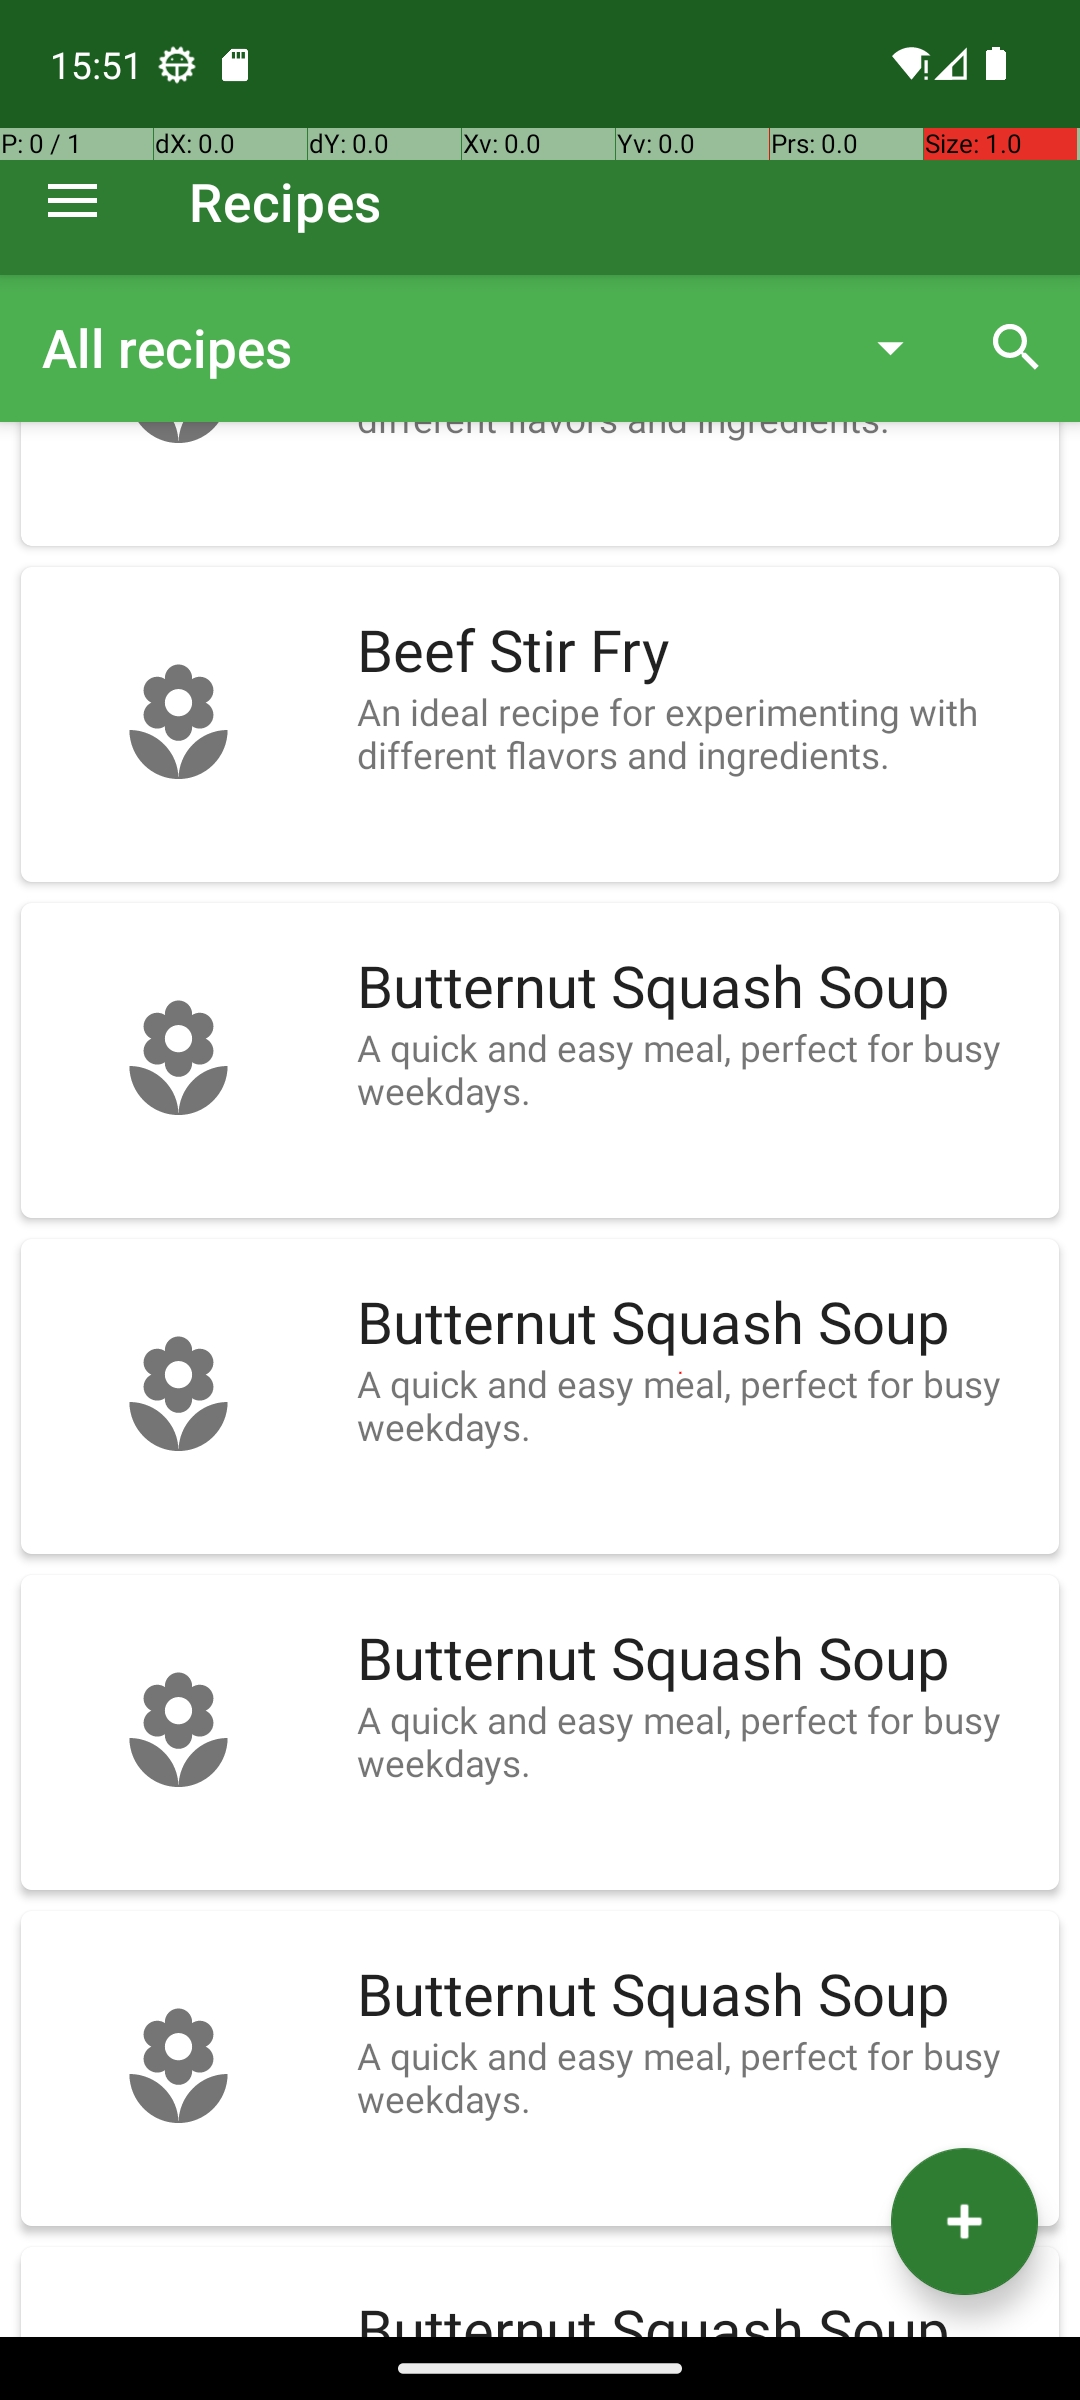 15:51
P: 0 / 1 dX: 0.0 dY: 0.0 Xv: 0.0 Yv: 0.0 Prs: 0.0 Size: 1.0
Recipes
All recipes
different flavors and ingredients.
Beef Stir Fry
An ideal recipe for experimenting with
different flavors and ingredients.
Butternut Squash Soup
A quick and easy meal, perfect for busy
weekdays.
Butternut Squash Soup
A quick and easy meal, perfect for busy
weekdays.
Butternut Squash Soup
A quick and easy meal, perfect for busy
weekdays.
Butternut Squash Soup
A quick and easy meal, perfect for busy
weekdays.
Butternut Squash Soup